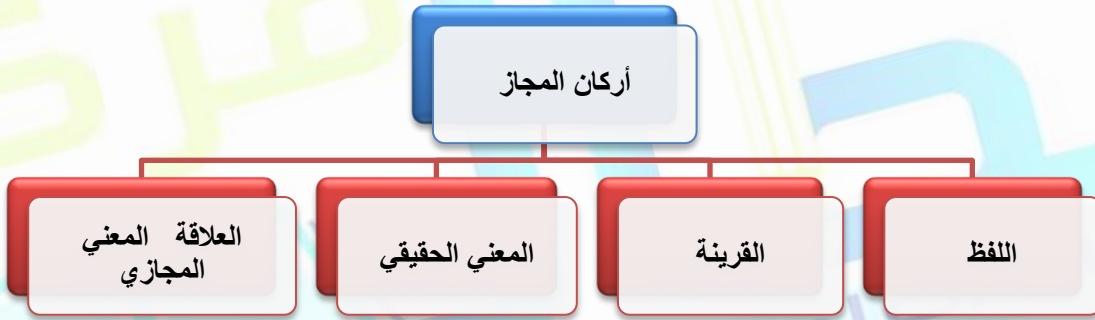 أركان المجاز
اللفظ
القرينة
المعني الحقيقي
العلاقة المعني
المجازي